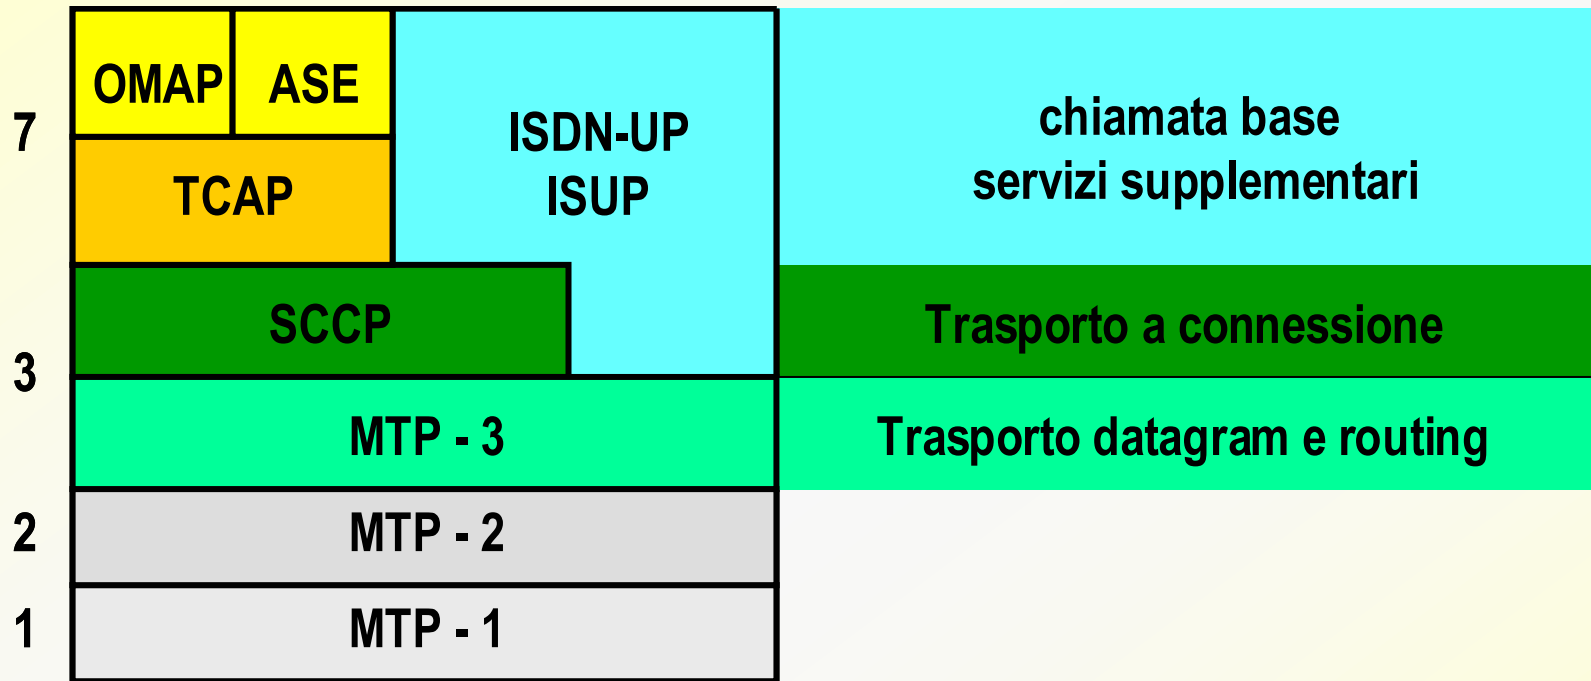 OMAP
ASE
7
ISDN-UP
ISUP
chiamata base
servizi supplementari
TCAP
SCCP
Trasporto a connessione
3
MTP - 3
Trasporto datagram e routing
2
MTP - 2
1
MTP - 1